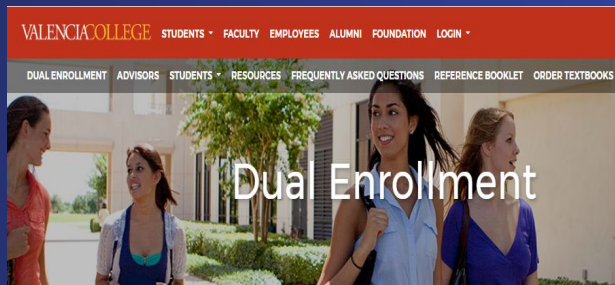 VALENCIACOLLEGE STUDENTS FACULTY EMPLOYEES ALUMNI FOUNDATION LOGIN
DUAL ENROLLMENT ADVISORS STUDENTS RESOURCES FREQUENTLY ASKED QUESTIONS REFERENCE BOOKLET ORDER TEXTBOOKS
Dual Enrollment